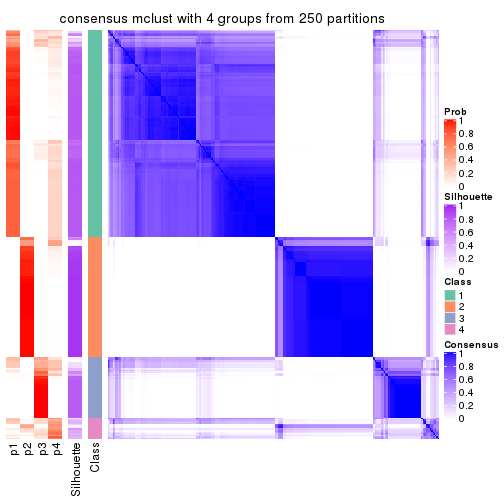 consensus mclust with 4 groups from 250 partitions
Prob
1
0.8
0.6
0.4
0.2
0
Silhouette
1
0.8
0.6
0.4
0.2
0
Class
1
2
3
4
Consensus
1
0.8
0.6
0.4
0.2
0
p1
p2
p3
p4
Silhouette
Class